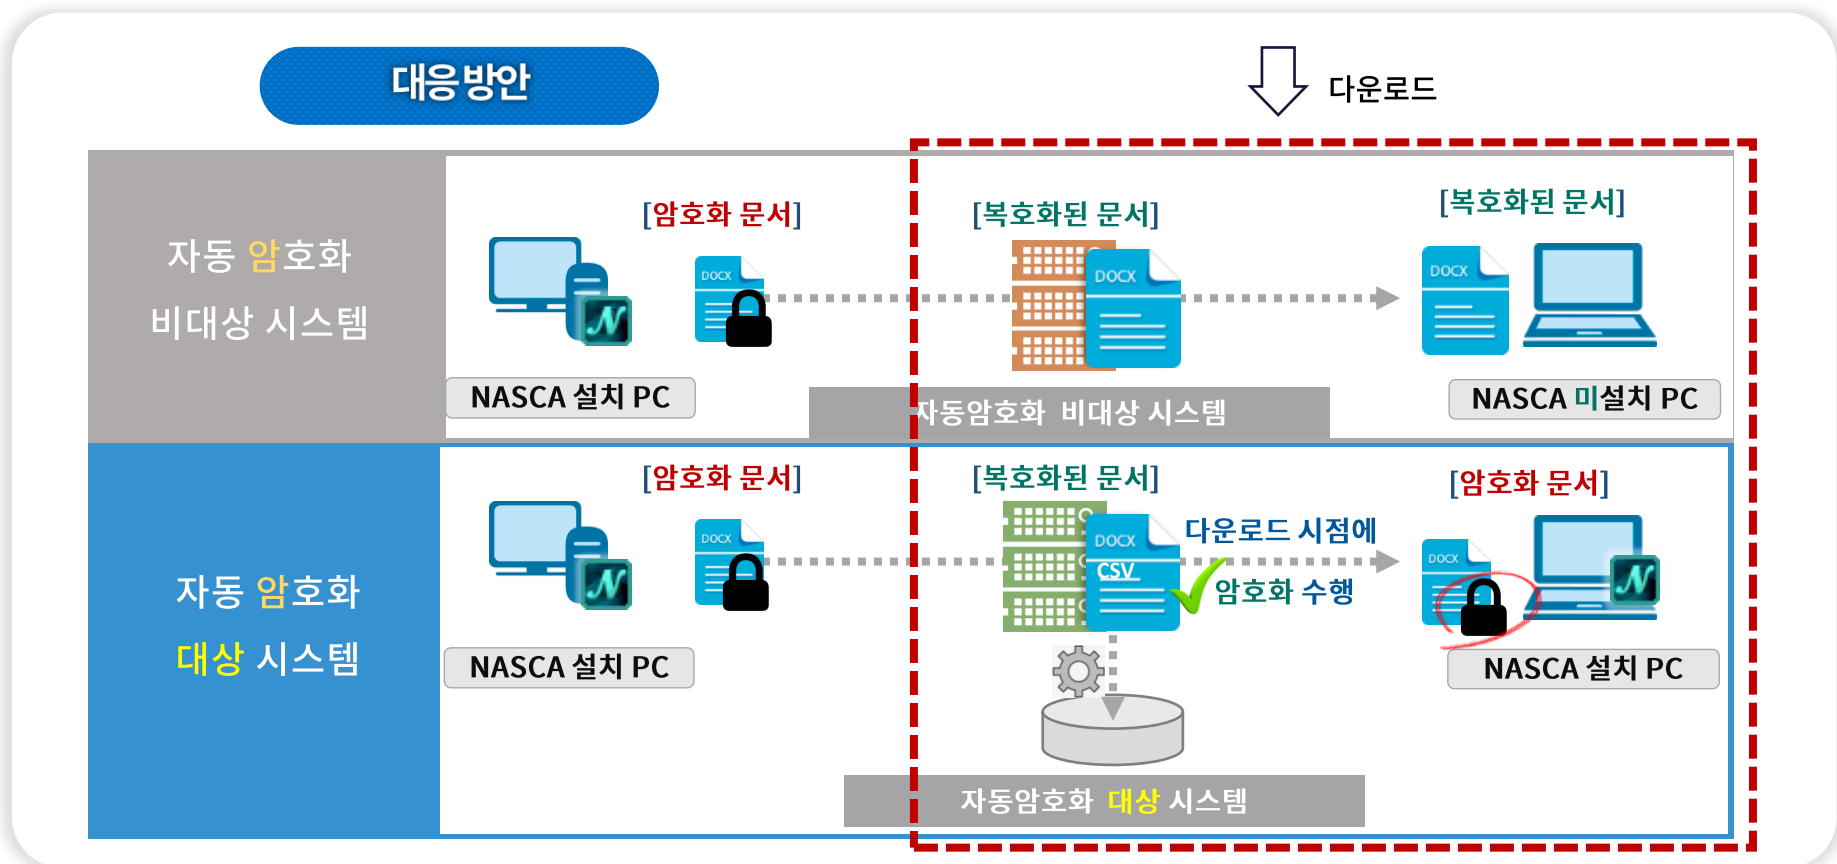 대응 방안
다운로드
자동 암호화
비대상 시스템
[암호화 문서]
[복호화된 문서]
[복호화된 문서]
DOCX
DOCX
DOCX
N
NASCA 설치 PC
자동암호화 비대상 시스템
NASCA 미설치 PC
자동 암호화
대상 시스템
[암호화 문서]
[복호화된 문서]
[암호화 문서]
DOCX
DOCX
CSV
다운로드 시점에
암호화 수행
DOCX
N
N
NASCA 설치 PC
NASCA 설치 PC
자동암호화 대상 시스템